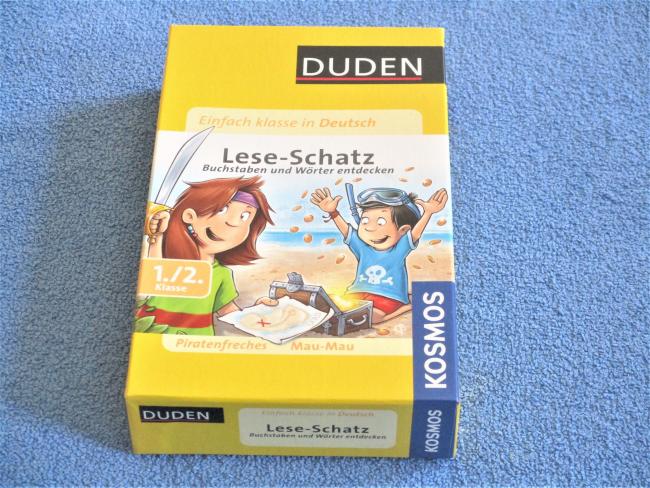 DUDEN
Einfach klasse in Deutsch
Lese-Schatz
Buchstaben und Wörter entdecken
1./2.
Klasse
Piratenfreches Mau-Mau
KOSMOS
DUDEN
Einfach klasse in Deutsch
Lese-Schatz
Buchstaben und Wörter entdecken
KOSMOS